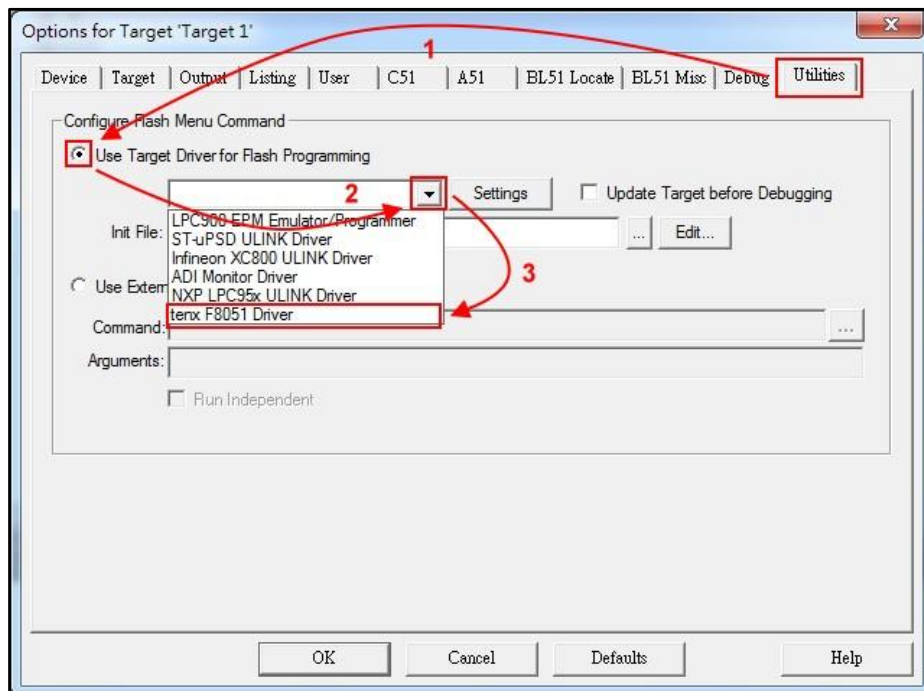 Options for Target 'Target 1'
1
Device Target Output Listing User C51 A51 BL51 Locate BL51 Misc Debug Utilities
Configure Flash Menu Command
Use Target Driver for Flash Programming
2
Settings
Update Target before Debugging
LPC900 EPM Emulator/Programmer
Init File:
... Edit...
ST-uPSD ULINK Driver
Infineon XC800 ULINK Driver
ADI Monitor Driver
3
Use Extern
NXP LPC95x ULINK Driver
tenx F8051 Driver
Command:
...
Arguments:
Run Independent
OK Cancel Defaults Help